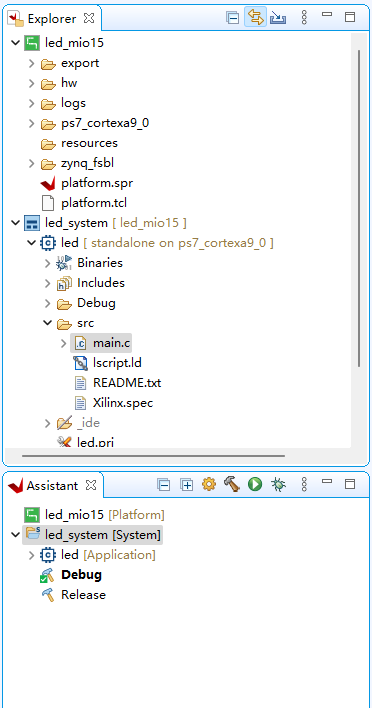 Explorer
led_mio15
export
hw
logs
ps7_cortexa9_0
resources
zynq_fsbl
platform.spr
platform.tcl
led_system [ led_mio15 ]
led [ standalone on ps7_cortexa9_0 ]
Binaries
Includes
Debug
src
main.c
lscript.ld
README.txt
Xilinx.spec
_ide
led.prj
Assistant
led_mio15 [Platform]
led_system [System]
led [Application]
Debug
Release